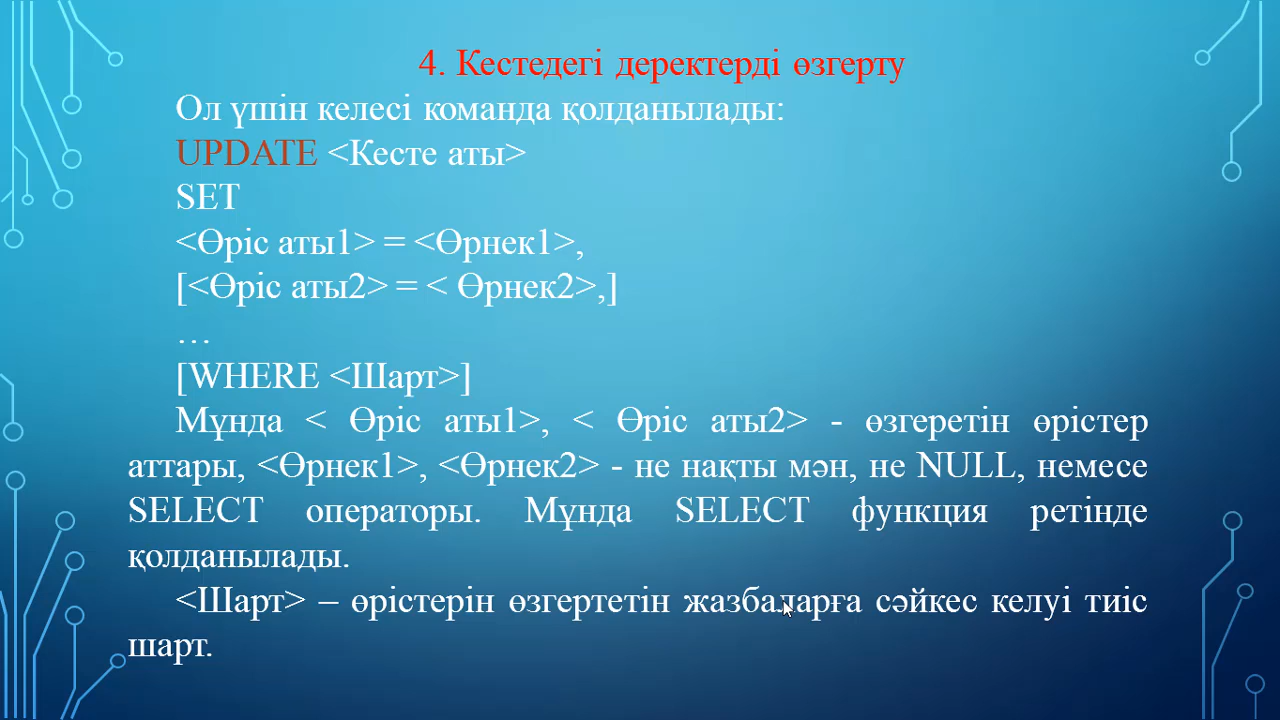 4. Кестедегі деректерді өзгерту
Ол үшін келесі команда қолданылады:
UPDATE <Кесте аты>
SET
<Өріс аты1> = <Өрнек1>,
[<Өріс аты2> = < Өрнек2>,]
…
[WHERE <Шарт>]
Мұнда < Өріс аты1>, < Өріс аты2> - өзгеретін өрістер
аттары, <Өрнек1>, <Өрнек2> - не нақты мән, не NULL, немесе
SELECT операторы. Мұнда SELECT функция ретінде
қолданылады.
<Шарт> – өрістерін өзгертетін жазбаларға сәйкес келуі тиіс
шарт.